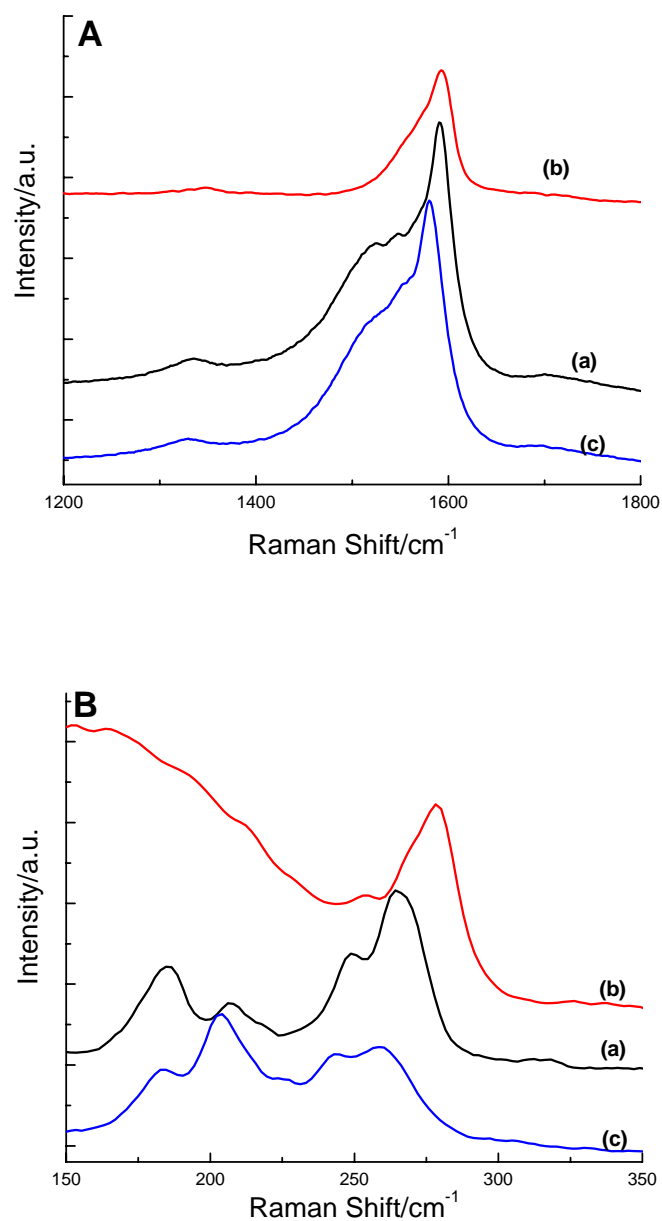 A
Intensity/a.u.
(b)
(a)
(c)
1200 1400 1600 1800
Raman Shift/cm⁻¹
B
Intensity/a.u.
(b)
(a)
(c)
150 200 250 300 350
Raman Shift/cm⁻¹